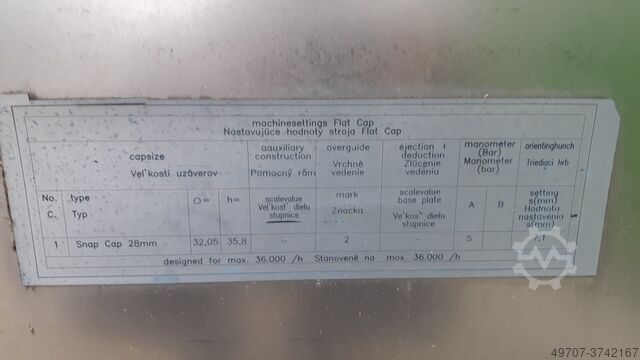 machinesettings Flat Cap
Nastavujúce hodnoty stroja Flat Cap
capsize
Veľkosti uzáverov
aauxiliary construction
Pomocný rám
overguide
Vrchné vedenie
ejection + deduction
Zlúčenie vedenia
manometer (Bar)
Manometer (bar)
orientinghunch
Triediaci hrb
No. type O= h= scalevalue mark scalevalue base plate A B setting s(mm)
Č. Typ Veľkosť dielu stupnice Značka Veľkosť dielu stupnice Hodnota nastavenia s(mm)
1 Snap Cap 28mm 32,05 35,8 - 2 - 5 -
designed for max. 36.000 /h Stanovené na max. 36.000 /h
Machineseeker
49707-3742167